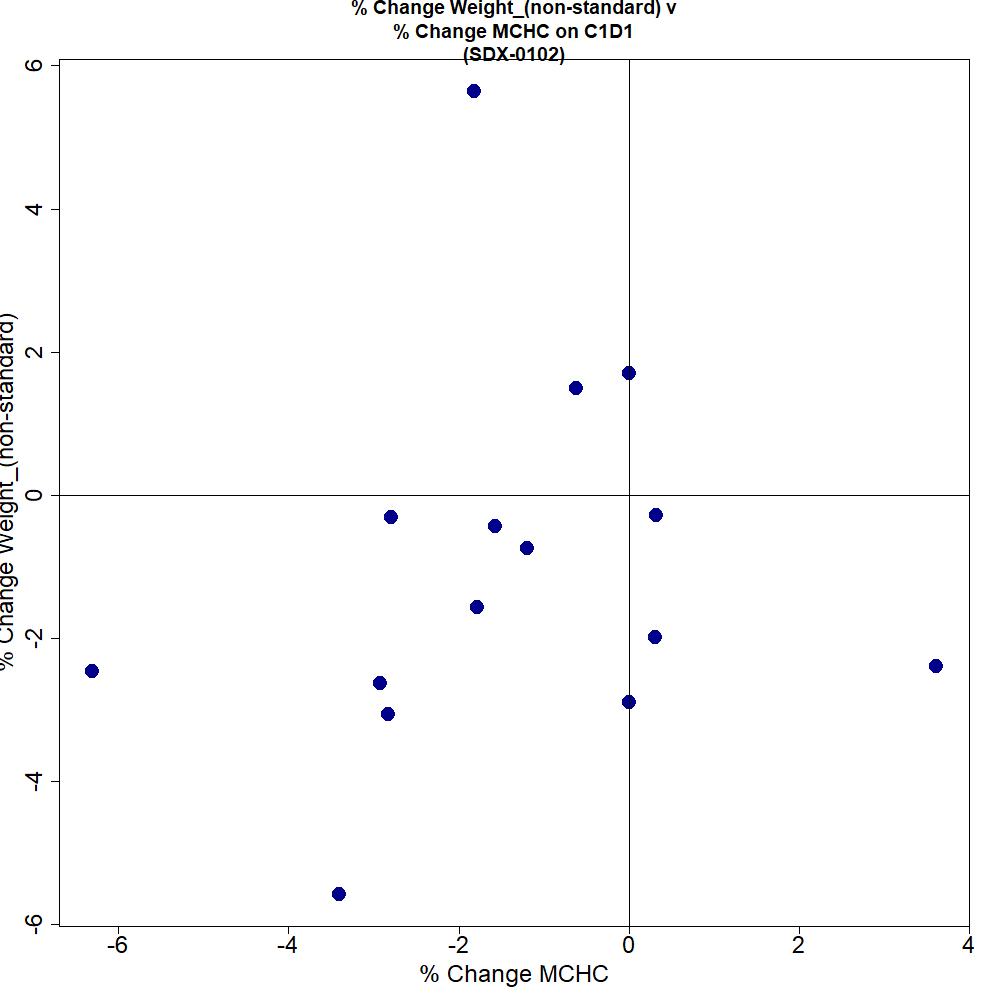 % Change Weight_(non-standard) v
% Change MCHC on C1D1
(SDX-0102)
% Change Weight_(non-standard)
6
4
2
0
-2
-4
-6
-6
-4
-2
0
2
4
% Change MCHC